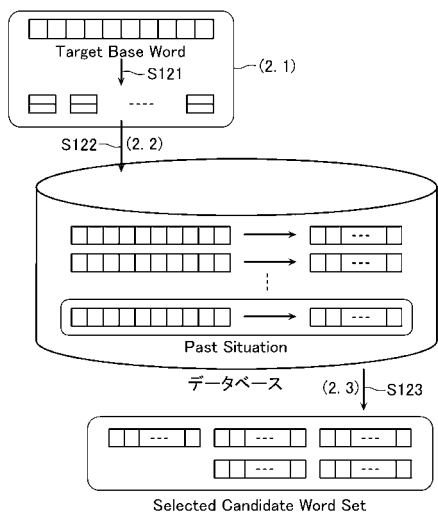 Target Base Word
S121
(2. 1)
S122
(2. 2)
Past Situation
データベース
(2. 3)
S123
Selected Candidate Word Set